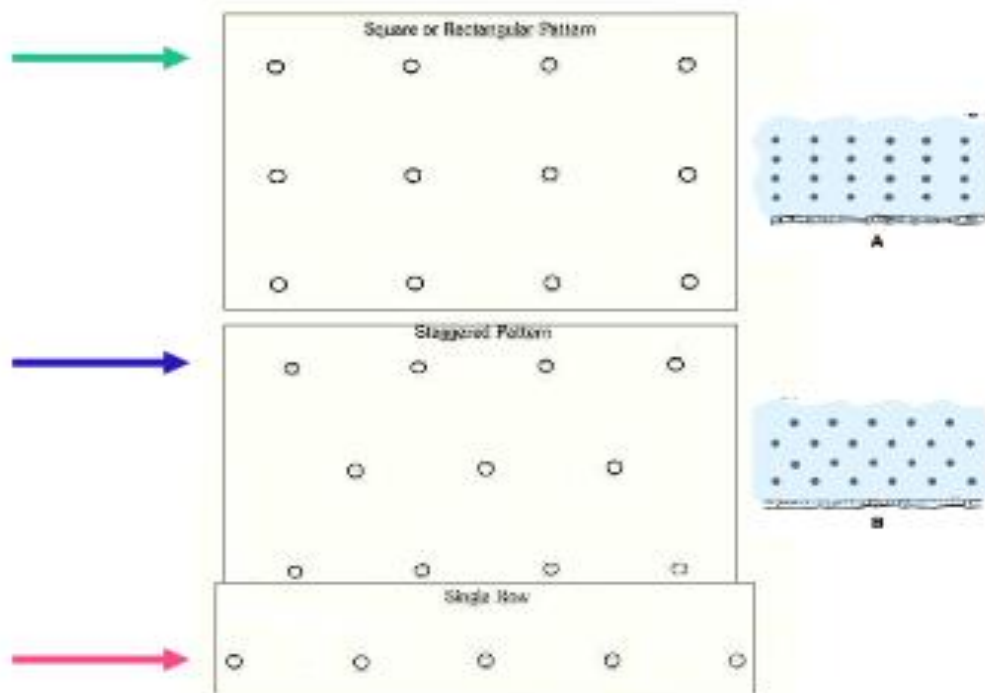 Square or Rectangular Pattern
A
Staggered Pattern
B
Single Row